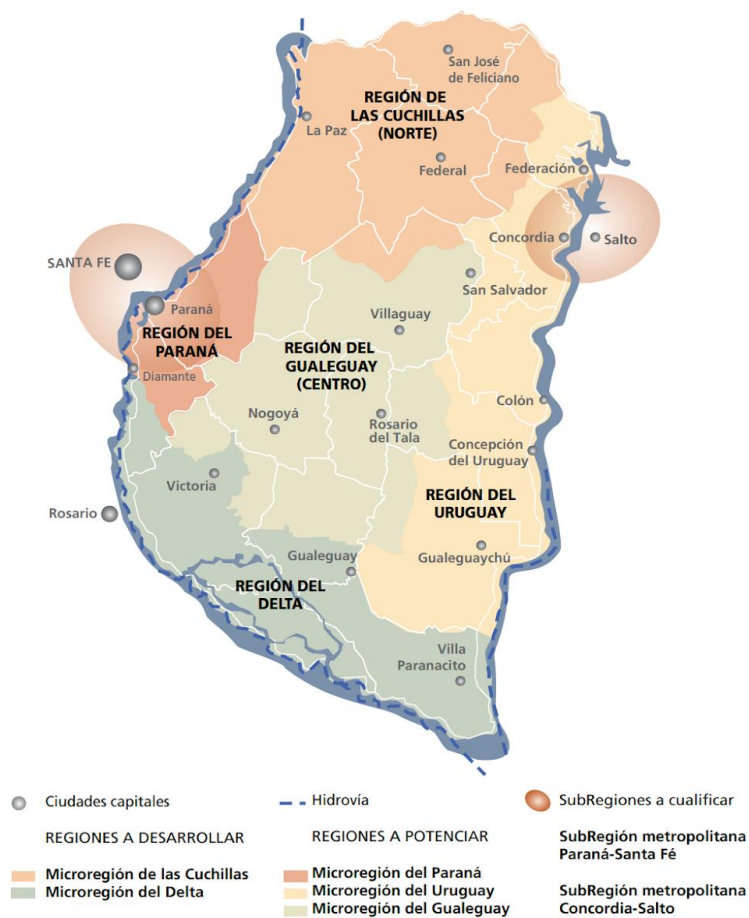 San José
de Feliciano
REGIÓN DE
LAS CUCHILLAS
(NORTE)
La Paz
Federal
Federación
SANTA FE
Concordia
Salto
San Salvador
Paraná
Villaguay
REGIÓN DEL
PARANÁ
REGIÓN DEL
GUALEGUAY
(CENTRO)
Diamante
Colón
Nogoyá
Rosario
del Tala
Concepción
del Uruguay
Victoria
REGIÓN DEL
URUGUAY
Rosario
Gualeguay
Gualeguaychú
REGIÓN DEL
DELTA
Villa
Paranacito
Ciudades capitales
Hidrovía
SubRegiones a cualificar
REGIONES A DESARROLLAR
REGIONES A POTENCIAR
SubRegión metropolitana
Paraná-Santa Fé
Microregión de las Cuchillas
Microregión del Delta
Microregión del Paraná
Microregión del Uruguay
Microregión del Gualeguay
SubRegión metropolitana
Concordia-Salto